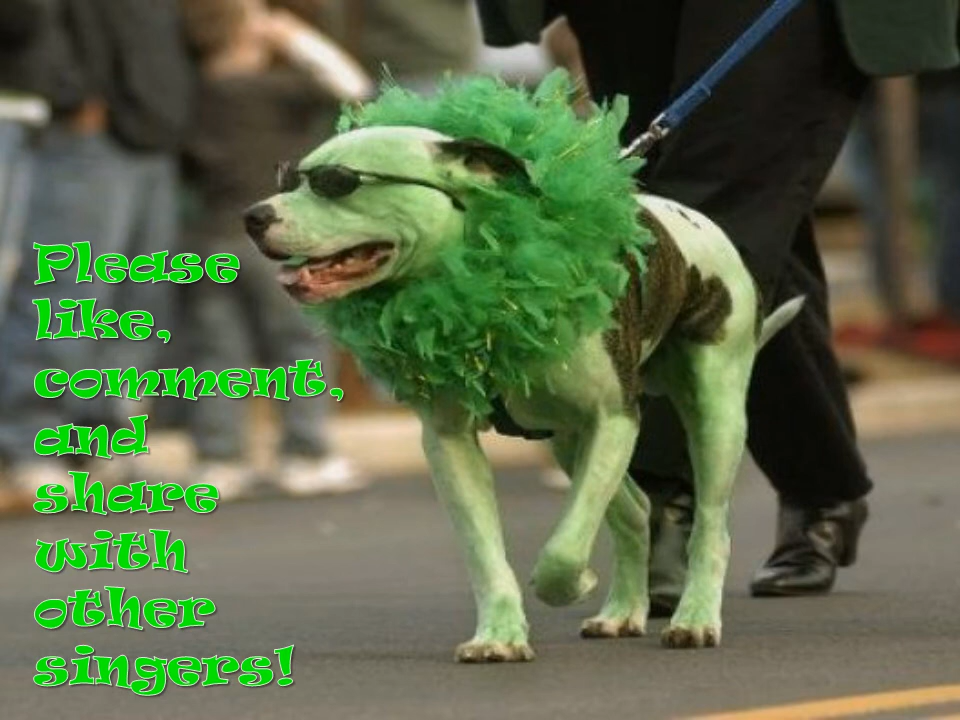 Please
like,
comment,
and
share
with
other
singers!